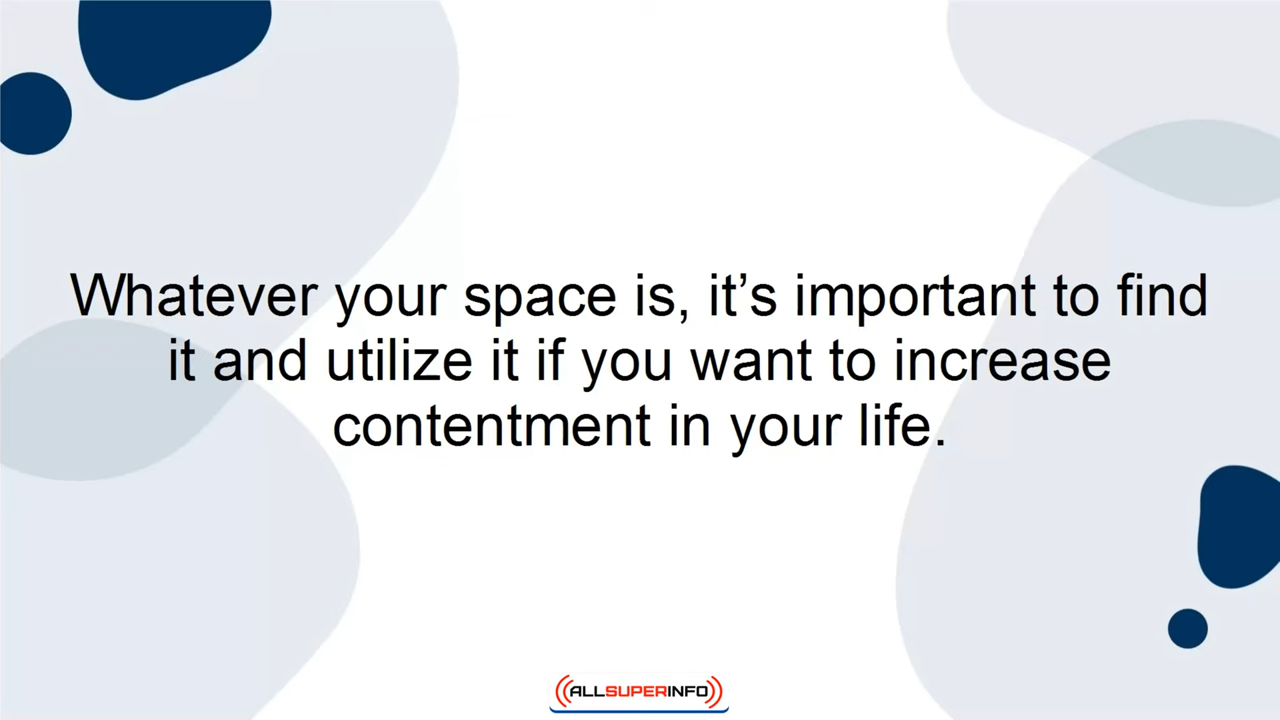 Whatever your space is, it’s important to find
it and utilize it if you want to increase
contentment in your life.
ALLSUPERINFO